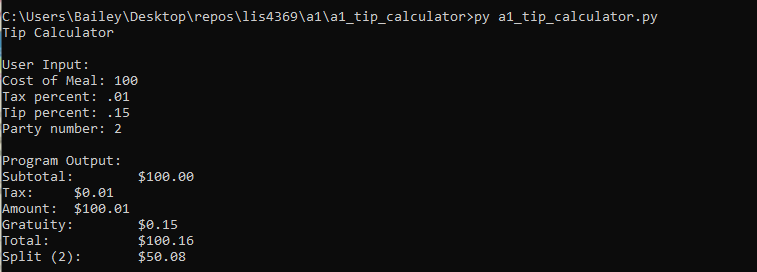 C:\Users\Bailey\Desktop\repos\lis4369\a1\a1_tip_calculator>py a1_tip_calculator.py
Tip Calculator
User Input:
Cost of Meal: 100
Tax percent: .01
Tip percent: .15
Party number: 2
Program Output:
Subtotal: $100.00
Tax: $0.01
Amount: $100.01
Gratuity: $0.15
Total: $100.16
Split (2): $50.08